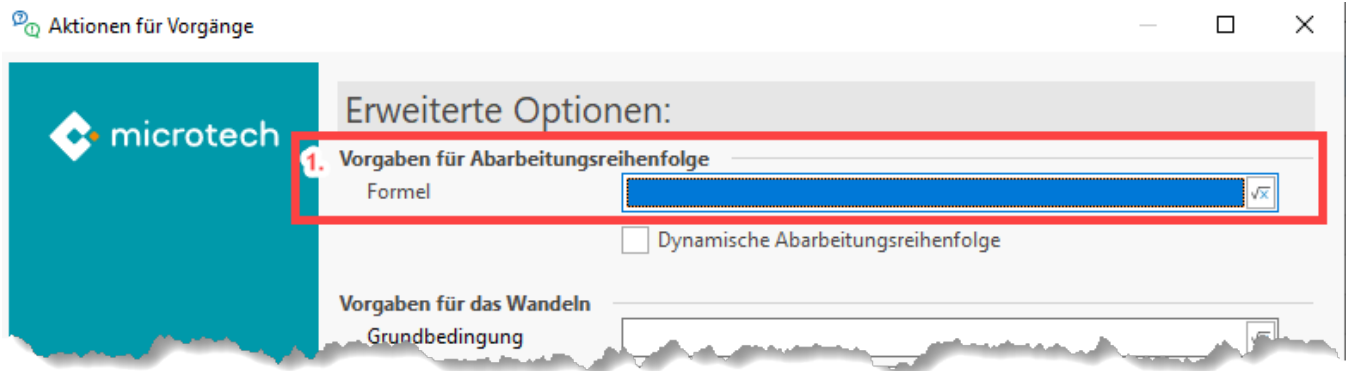 Aktionen für Vorgänge
microtech
Erweiterte Optionen:
1.
Vorgaben für Abarbeitungsreihenfolge
Formel
Dynamische Abarbeitungsreihenfolge
Vorgaben für das Wandeln
Grundbedingung